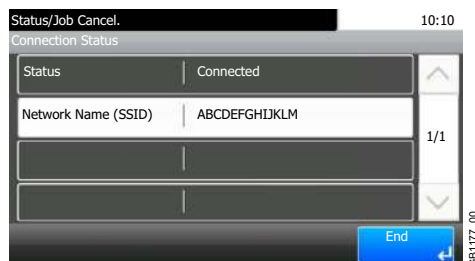 Status/Job Cancel. 10:10
Connection Status
Status Connected
Network Name (SSID) ABCDEFGHIJKLM
1/1
End